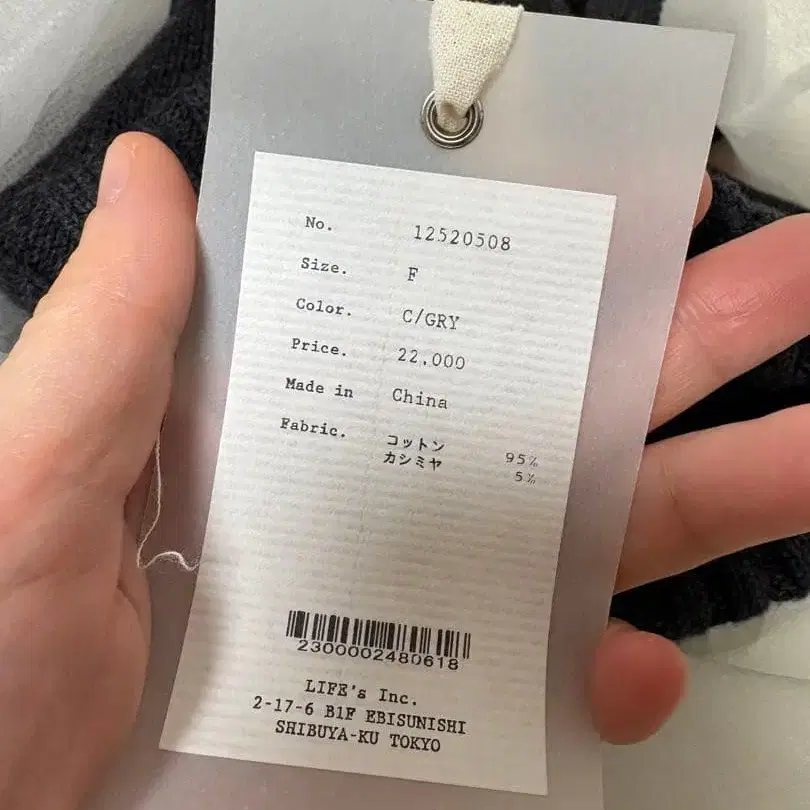 No. 12520508
Size. F
Color. C/GRY
Price. 22.000
Made in China
Fabric. コットン 95%
カシミヤ 5%
2300002480618
LIFE's Inc.
2-17-6 B1F EBISUNISHI
SHIBUYA-KU TOKYO